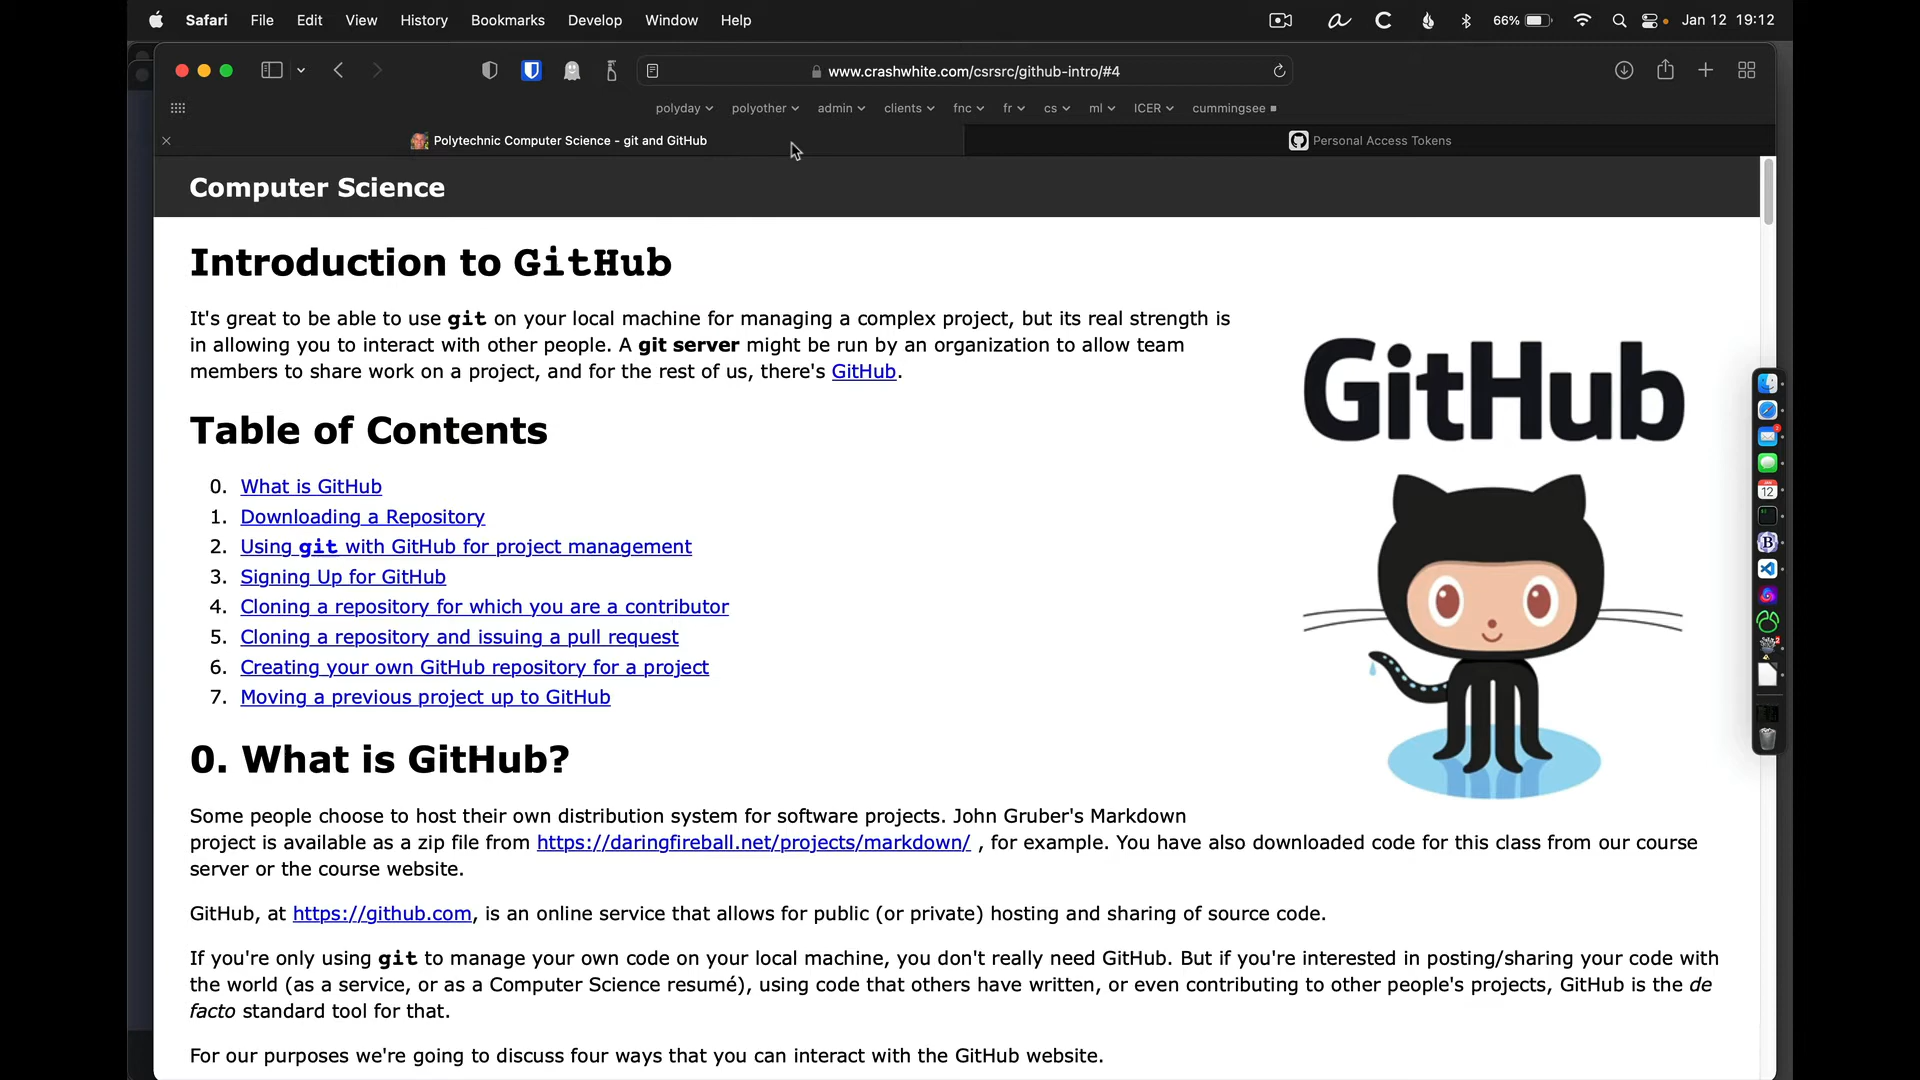 Safari File Edit View History Bookmarks Develop Window Help 66% Jan 12 19:12
www.crashwhite.com/csrsrc/github-intro/#4
polyday polyother admin clients fnc fr cs ml ICER cummingsee
Polytechnic Computer Science - git and GitHub Personal Access Tokens
Computer Science
Introduction to GitHub
It's great to be able to use git on your local machine for managing a complex project, but its real strength is
in allowing you to interact with other people. A git server might be run by an organization to allow team
members to share work on a project, and for the rest of us, there's GitHub.
GitHub
Table of Contents
0. What is GitHub
1. Downloading a Repository
2. Using git with GitHub for project management
3. Signing Up for GitHub
4. Cloning a repository for which you are a contributor
5. Cloning a repository and issuing a pull request
6. Creating your own GitHub repository for a project
7. Moving a previous project up to GitHub
0. What is GitHub?
Some people choose to host their own distribution system for software projects. John Gruber's Markdown
project is available as a zip file from https://daringfireball.net/projects/markdown/ , for example. You have also downloaded code for this class from our course
server or the course website.
GitHub, at https://github.com, is an online service that allows for public (or private) hosting and sharing of source code.
If you're only using git to manage your own code on your local machine, you don't really need GitHub. But if you're interested in posting/sharing your code with
the world (as a service, or as a Computer Science resumé), using code that others have written, or even contributing to other people's projects, GitHub is the de
facto standard tool for that.
For our purposes we're going to discuss four ways that you can interact with the GitHub website.